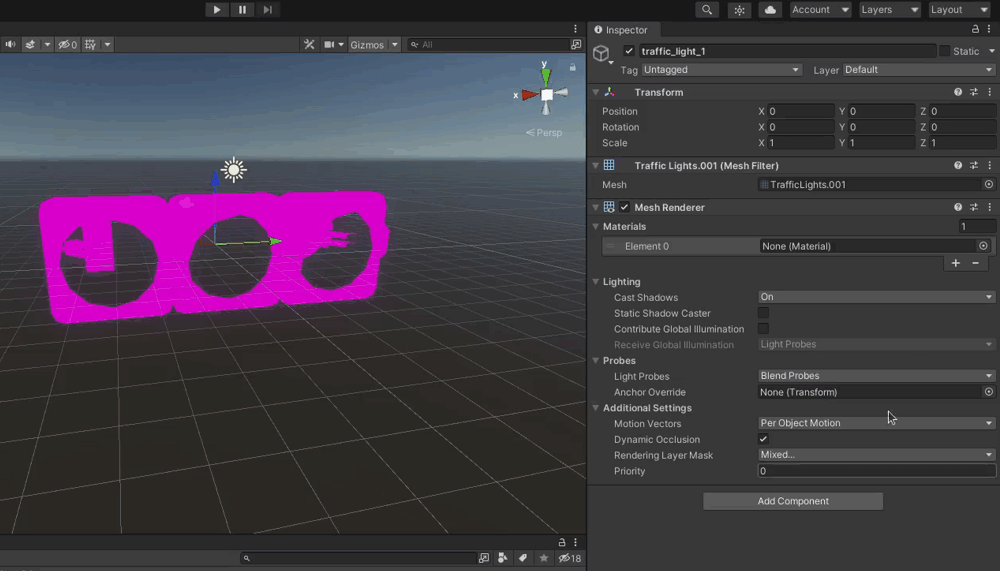 Account Layers Layout
Inspector
0 Gizmos All
traffic_light_1 Static
Tag Untagged Layer Default
y
x
Persp
Transform
Position X 0 Y 0 Z 0
Rotation X 0 Y 0 Z 0
Scale X 1 Y 1 Z 1
Traffic Lights.001 (Mesh Filter)
Mesh TrafficLights.001
Mesh Renderer
Materials 1
Element 0 None (Material)
Lighting
Cast Shadows On
Static Shadow Caster
Contribute Global Illumination
Receive Global Illumination Light Probes
Probes
Light Probes Blend Probes
Anchor Override None (Transform)
Additional Settings
Motion Vectors Per Object Motion
Dynamic Occlusion
Rendering Layer Mask Mixed...
Priority 0
Add Component
18